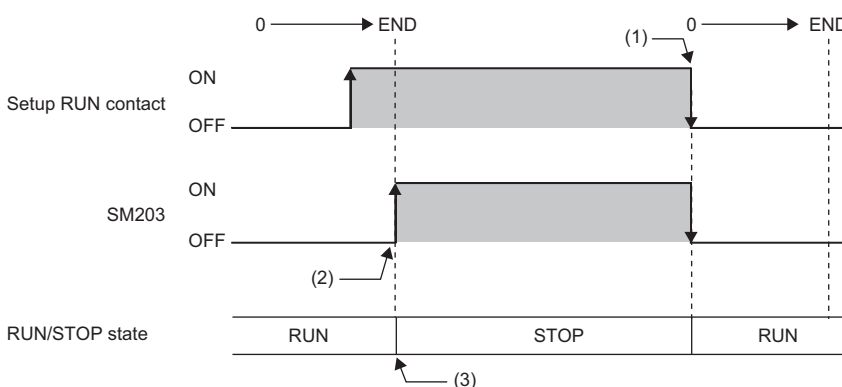 0 END 0 END
(1)
ON
Setup RUN contact
OFF
ON
SM203
OFF
(2)
RUN/STOP state RUN STOP RUN
(3)